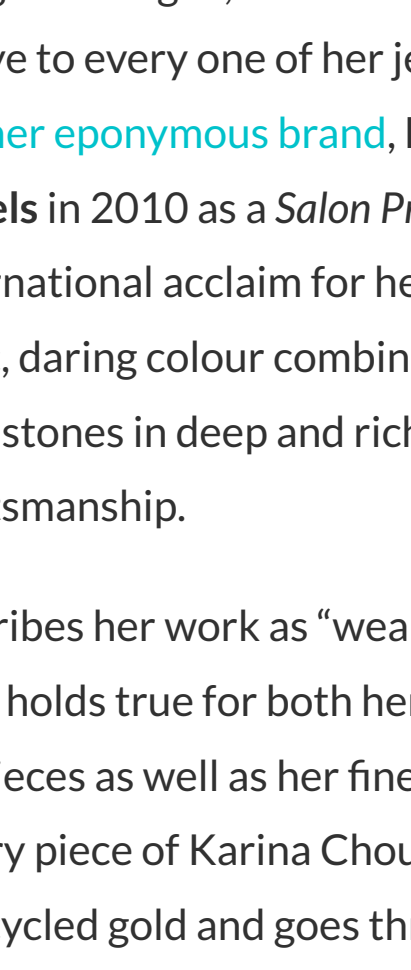 ve to every one of her je
her eponymous brand,
els in 2010 as a Salon Pr
rnational acclaim for he
, daring colour combin
stones in deep and rich
tsmanship.
ribes her work as “wea
holds true for both her
ieces as well as her fine
ry piece of Karina Chou
ycled gold and goes thr